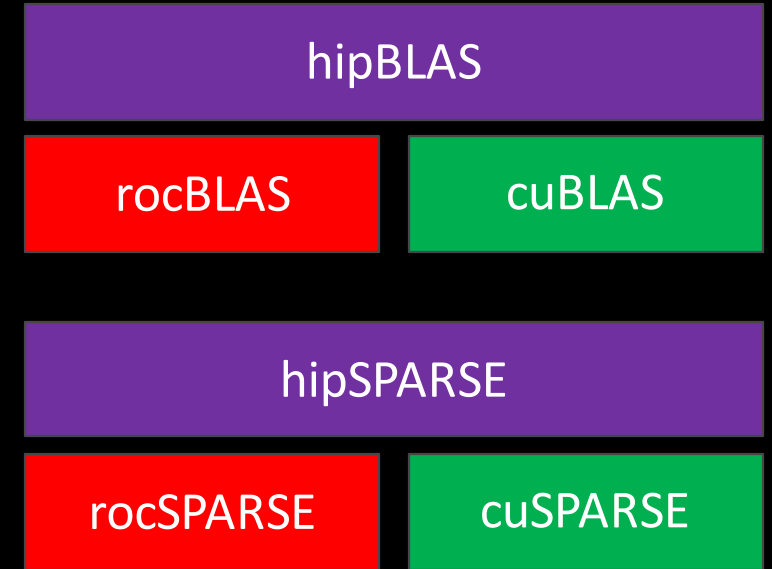 hipBLAS
rocBLAS
cuBLAS
hipSPARSE
rocSPARSE
cuSPARSE